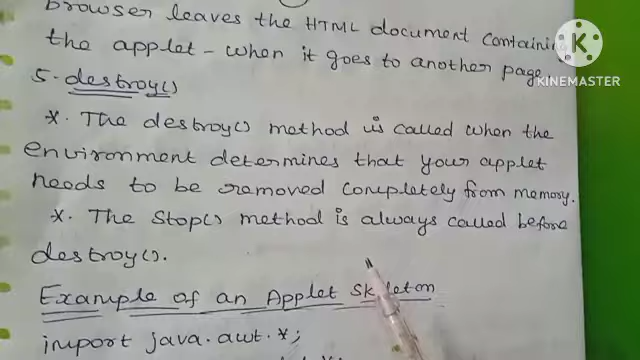 browser leaves the HTML document containing
the applet - when it goes to another page
5. destroy()
*. The destroy() method is called when the
environment determines that your applet
needs to be removed completely from memory.
*. The stop() method is always called before
destroy().
Example of an Applet Skeleton
import java.awt.*;
K
KINEMASTER